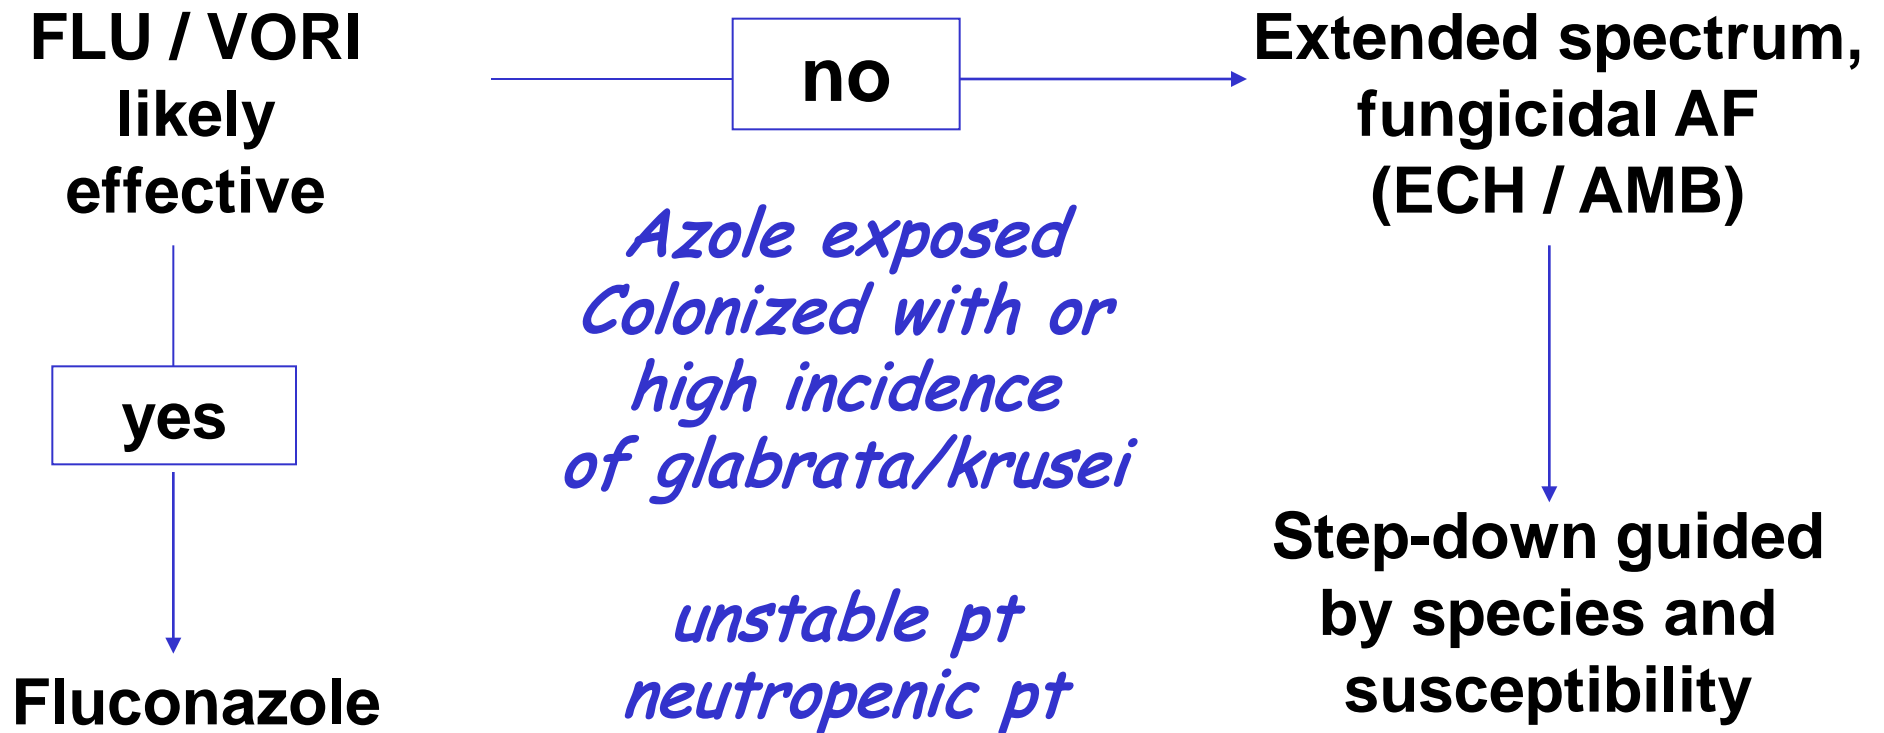 FLU / VORI
likely
effective
no
Extended spectrum,
fungicidal AF
(ECH / AMB)
Azole exposed
Colonized with or
high incidence
of glabrata/krusei
yes
unstable pt
neutropenic pt
Step-down guided
by species and
susceptibility
Fluconazole